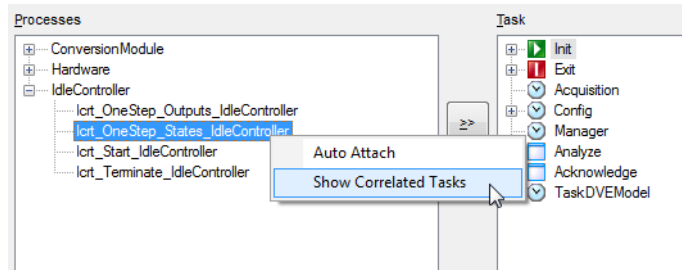 Processes
ConversionModule
Hardware
IdleController
lcrt_OneStep_Outputs_IdleController
lcrt_OneStep_States_IdleController
lcrt_Start_IdleController
lcrt_Terminate_IdleController
>>
Auto Attach
Show Correlated Tasks
Task
Init
Exit
Acquisition
Config
Manager
Analyze
Acknowledge
TaskDVEModel